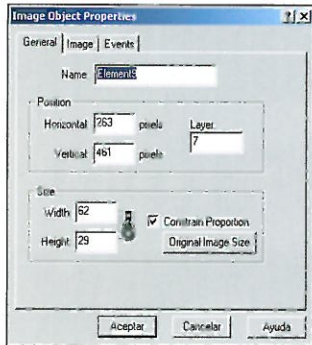 Image Object Properties
General Image Events
Name Element9
Position
Horizontal 263 pixels Layer
7
Vertical 461 pixels
Size
Width 62
Constrain Proportion
Height 29 Original Image Size
Aceptar Cancelar Ayuda